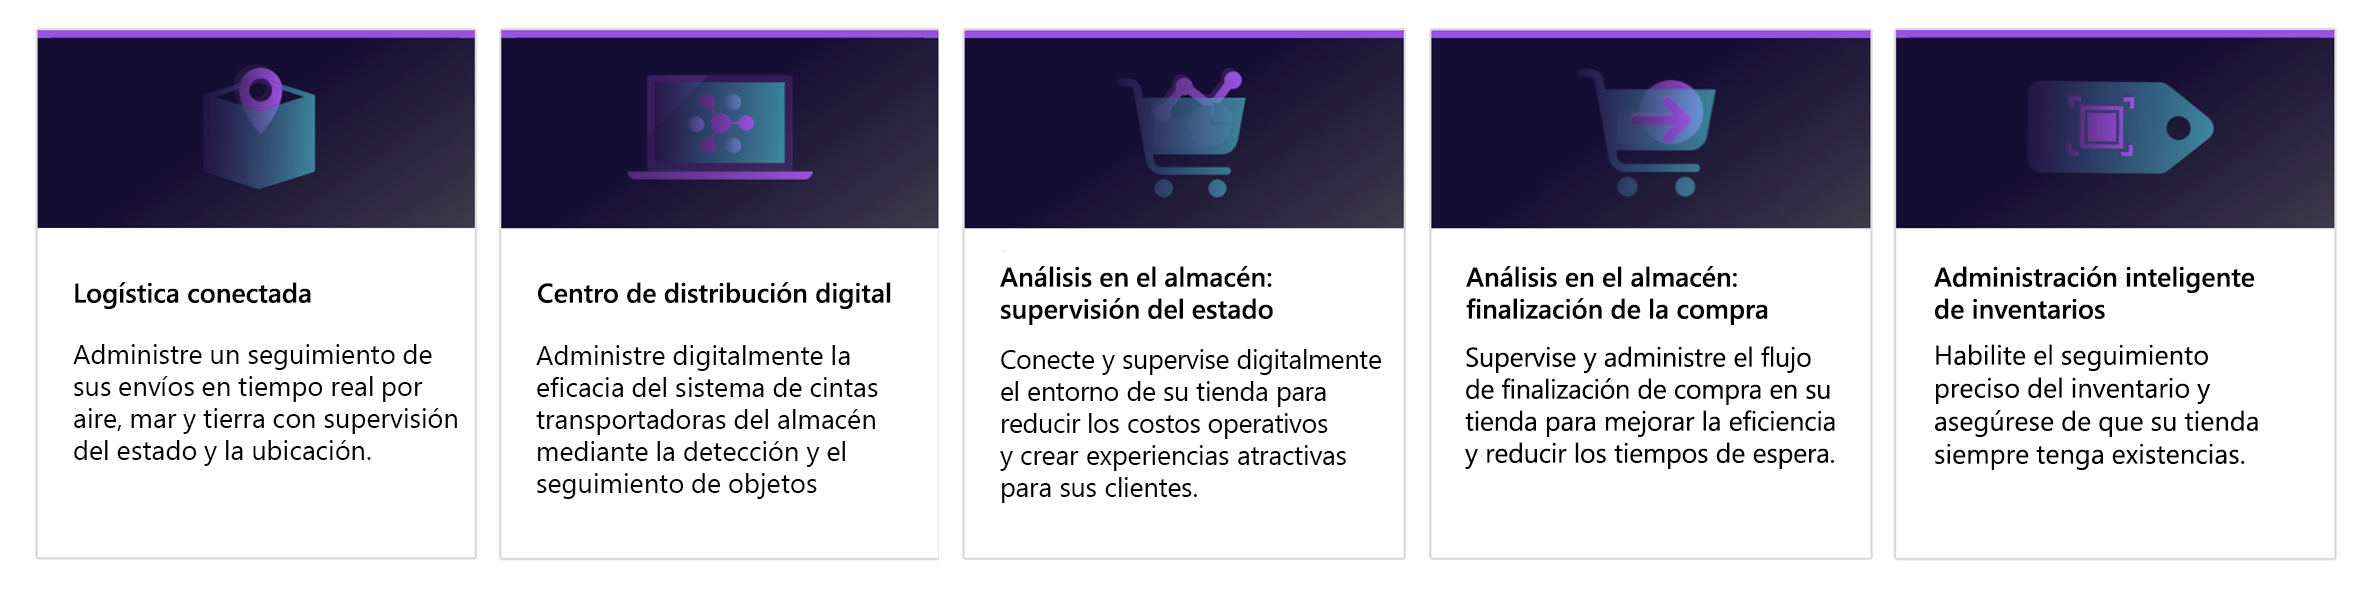 Logística conectada
Administre un seguimiento de
sus envíos en tiempo real por
aire, mar y tierra con supervisión
del estado y la ubicación.
Centro de distribución digital
Administre digitalmente la
eficacia del sistema de cintas
transportadoras del almacén
mediante la detección y el
seguimiento de objetos
Análisis en el almacén:
supervisión del estado
Conecte y supervise digitalmente
el entorno de su tienda para
reducir los costos operativos
y crear experiencias atractivas
para sus clientes.
Análisis en el almacén:
finalización de la compra
Supervise y administre el flujo
de finalización de compra en su
tienda para mejorar la eficiencia
y reducir los tiempos de espera.
Administración inteligente
de inventarios
Habilite el seguimiento
preciso del inventario y
asegúrese de que su tienda
siempre tenga existencias.